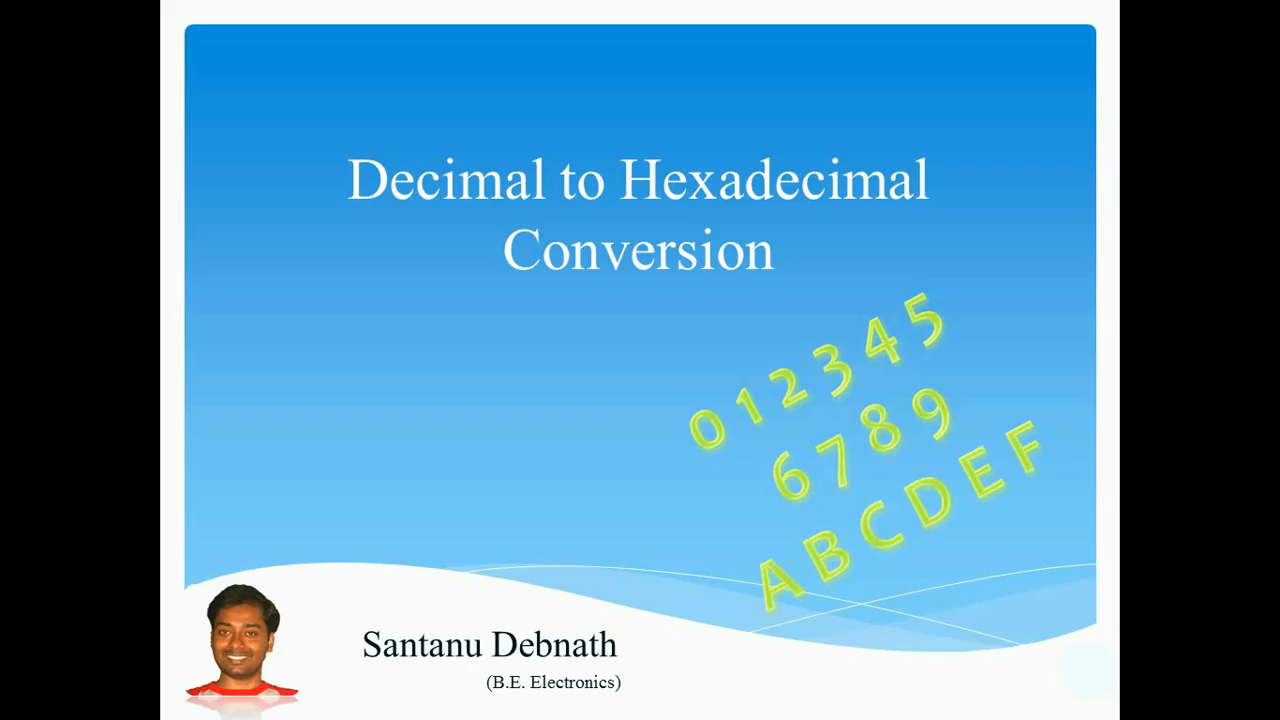 Decimal to Hexadecimal
Conversion
0 1 2 3 4 5
6 7 8 9
A B C D E F
Santanu Debnath
(B.E. Electronics)